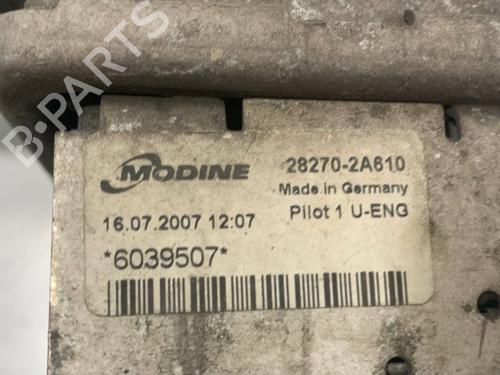 B-PARTS
MODINE
28270-2A610
Made in Germany
16.07.2007 12:07
Pilot 1 U-ENG
*6039507*